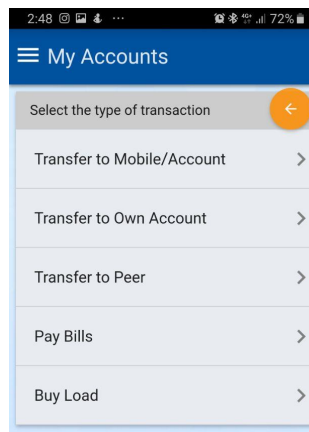 2:48 72%
My Accounts
Select the type of transaction
Transfer to Mobile/Account
Transfer to Own Account
Transfer to Peer
Pay Bills
Buy Load